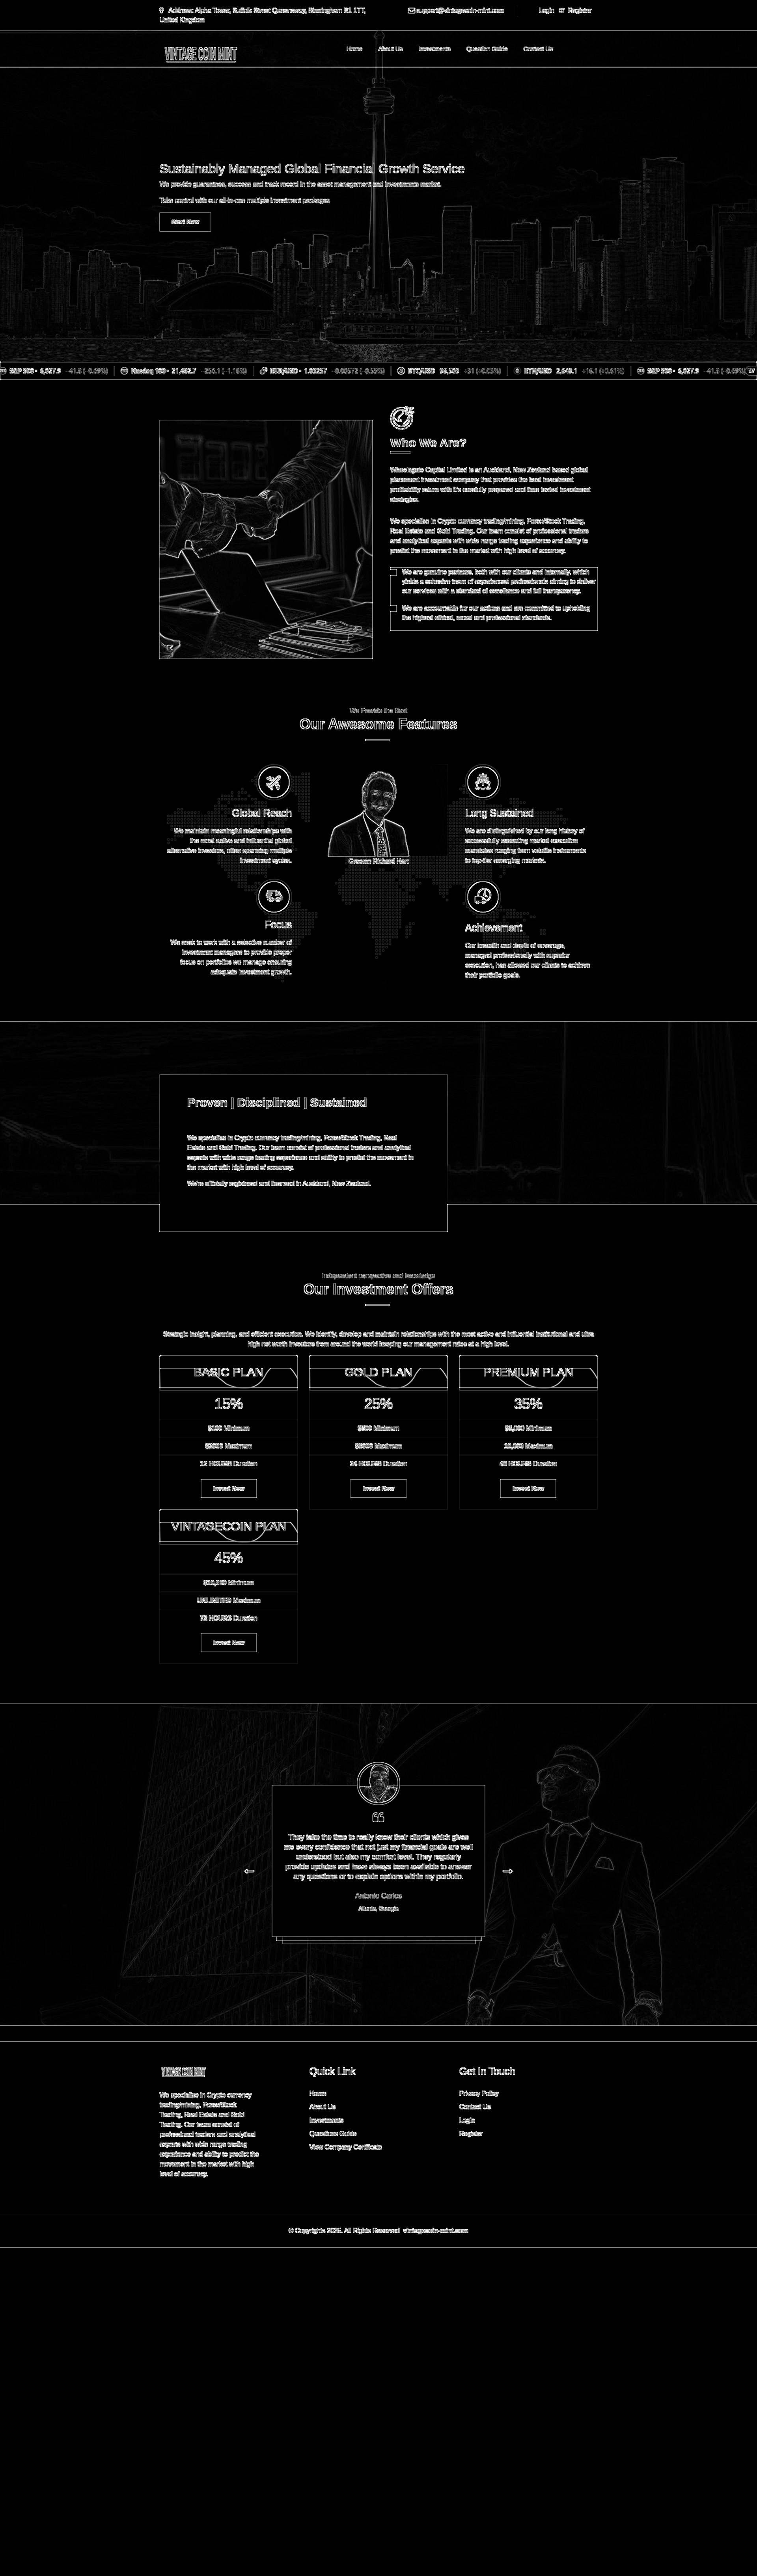 Address: Alpha Tower, Suffolk Street Queensway, Birmingham B1 1TT,
United Kingdom
support@vintagecoin-mint.com
Login or Register
VINTAGE COIN MINT
Home About Us Investments Question Guide Contact Us
Sustainably Managed Global Financial Growth Service
We provide guarantees, success and track record in the asset management and investments market.
Take control with our all-in-one multiple investment packages
Start Now
S&P 500 6,027.9 −41.8 (−0.69%) Nasdaq 100 21,482.7 −256.1 (−1.18%) EUR/USD 1.03257 −0.00572 (−0.55%) BTC/USD 96,503 +31 (+0.03%) ETH/USD 2,649.1 +16.1 (+0.61%) S&P 500 6,027.9 −41.8 (−0.69%)
Who We Are?
Capital Limited is an Auckland, New Zealand based global
placement investment company that provides the best investment
profitability return with it's carefully prepared and time tested investment
strategies.
We specialise in Crypto currency trading/mining, Forex/Stock Trading,
Real Estate and Gold Trading. Our team consist of professional traders
and analytical experts with wide range trading experience and ability to
predict the movement in the market with high level of accuracy.
We are genuine partners, both with our clients and internally, which
yields a cohesive team of experienced professionals aiming to deliver
our services with a standard of excellence and full transparency.
We are accountable for our actions and are committed to upholding
the highest ethical, moral and professional standards.
We Provide the Best
Our Awesome Features
Global Reach
We maintain meaningful relationships with
the most active and influential global
alternative investors, often spanning multiple
investment cycles.
Graeme Richard Hart
Long Sustained
We are distinguished by our long history of
successfully executing market execution
mandates ranging from volatile instruments
to top-tier emerging markets.
Focus
We seek to work with a selective number of
investment managers to provide proper
focus on portfolios we manage ensuring
adequate investment growth.
Achievement
Our breadth and depth of coverage,
managed professionally with superior
execution, has allowed our clients to achieve
their portfolio goals.
Proven | Disciplined | Sustained
We specialise in Crypto currency trading/mining, Forex/Stock Trading, Real
Estate and Gold Trading. Our team consist of professional traders and analytical
experts with wide range trading experience and ability to predict the movement in
the market with high level of accuracy.
We're officially registered and licensed in Auckland, New Zealand.
Independent perspective and knowledge
Our Investment Offers
Strategic insight, planning, and efficient execution. We identify, develop and maintain relationships with the most active and influential institutional and ultra
high net worth investors from around the world keeping our management rates at a high level.
BASIC PLAN
15%
$100 Minimum
Maximum
12 HOURS Duration
Invest Now
GOLD PLAN
25%
Minimum
Maximum
24 HOURS Duration
Invest Now
PREMIUM PLAN
35%
$5,000 Minimum
Maximum
48 HOURS Duration
Invest Now
VINTAGECOIN PLAN
45%
$10,000 Minimum
UNLIMITED Maximum
72 HOURS Duration
Invest Now
They take the time to really know their clients which gives
me every confidence that not just my financial goals are well
understood but also my comfort level. They regularly
provide updates and have always been available to answer
any questions or to explain options within my portfolio.
Antonio Carlos
Atlanta, Georgia
VINTAGE COIN MINT
We specialise in Crypto currency
trading/mining, Forex/Stock
Trading, Real Estate and Gold
Trading. Our team consist of
professional traders and analytical
experts with wide range trading
experience and ability to predict the
movement in the market with high
level of accuracy.
Quick Link
Home
About Us
Investments
Questions Guide
View Company Certificate
Get In Touch
Privacy Policy
Contact Us
Login
Register
© Copyrights 2025. All Rights Reserved vintagecoin-mint.com